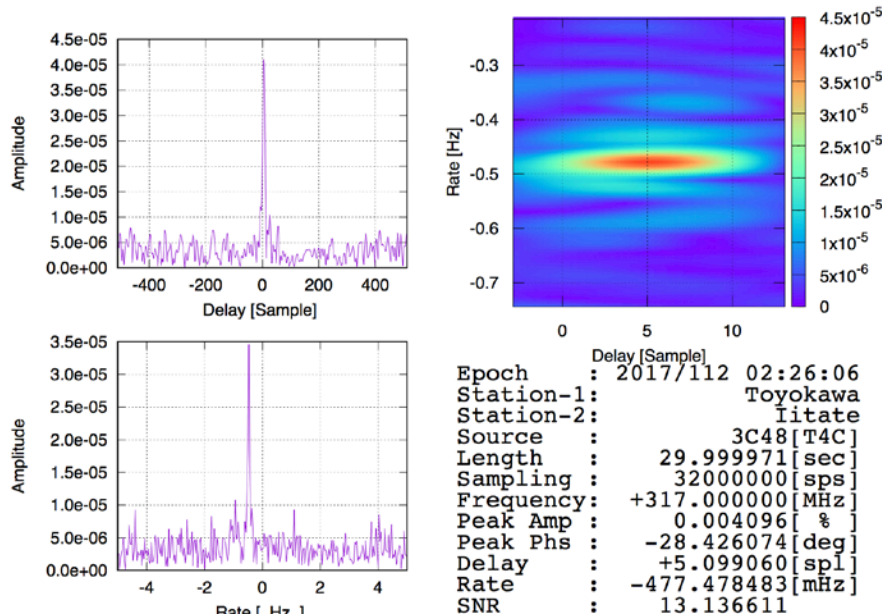 4.5e-05
4.0e-05
3.5e-05
3.0e-05
2.5e-05
2.0e-05
1.5e-05
1.0e-05
5.0e-06
0.0e+00
Amplitude
-400 -200 0 200 400
Delay [Sample]
3.5e-05
3.0e-05
2.5e-05
2.0e-05
1.5e-05
1.0e-05
5.0e-06
0.0e+00
Amplitude
-4 -2 0 2 4
Rate [ Hz ]
-0.3
-0.4
-0.5
-0.6
-0.7
Rate [Hz]
0 5 10
Delay [Sample]
4.5x10-5
4x10-5
3.5x10-5
3x10-5
2.5x10-5
2x10-5
1.5x10-5
1x10-5
5x10-6
0
Epoch : 2017/112 02:26:06
Station-1: Toyokawa
Station-2: Iitate
Source : 3C48[T4C]
Length : 29.999971[sec]
Sampling : 32000000[sps]
Frequency: +317.000000[MHz]
Peak Amp : 0.004096[ % ]
Peak Phs : -28.426074[deg]
Delay : +5.099060[spl]
Rate : -477.478483[mHz]
SNR : 13.136611